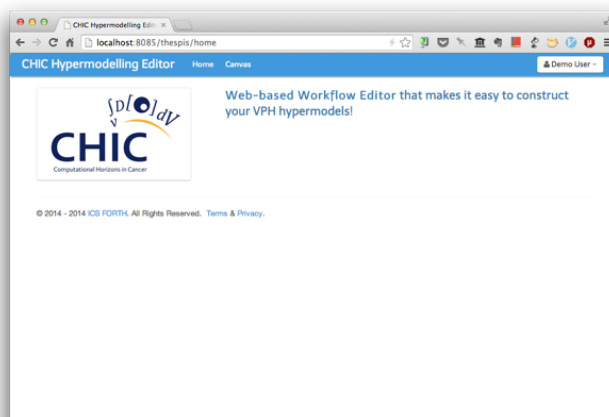 CHIC Hypermodelling Edit
localhost:8085/thespis/home
CHIC Hypermodelling Editor Home Canvas Demo User
Web-based Workflow Editor that makes it easy to construct
your VPH hypermodels!
∫D[⊙]dV
CHIC
Computational Horizons in Cancer
© 2014 - 2014 ICS FORTH. All Rights Reserved. Terms & Privacy.